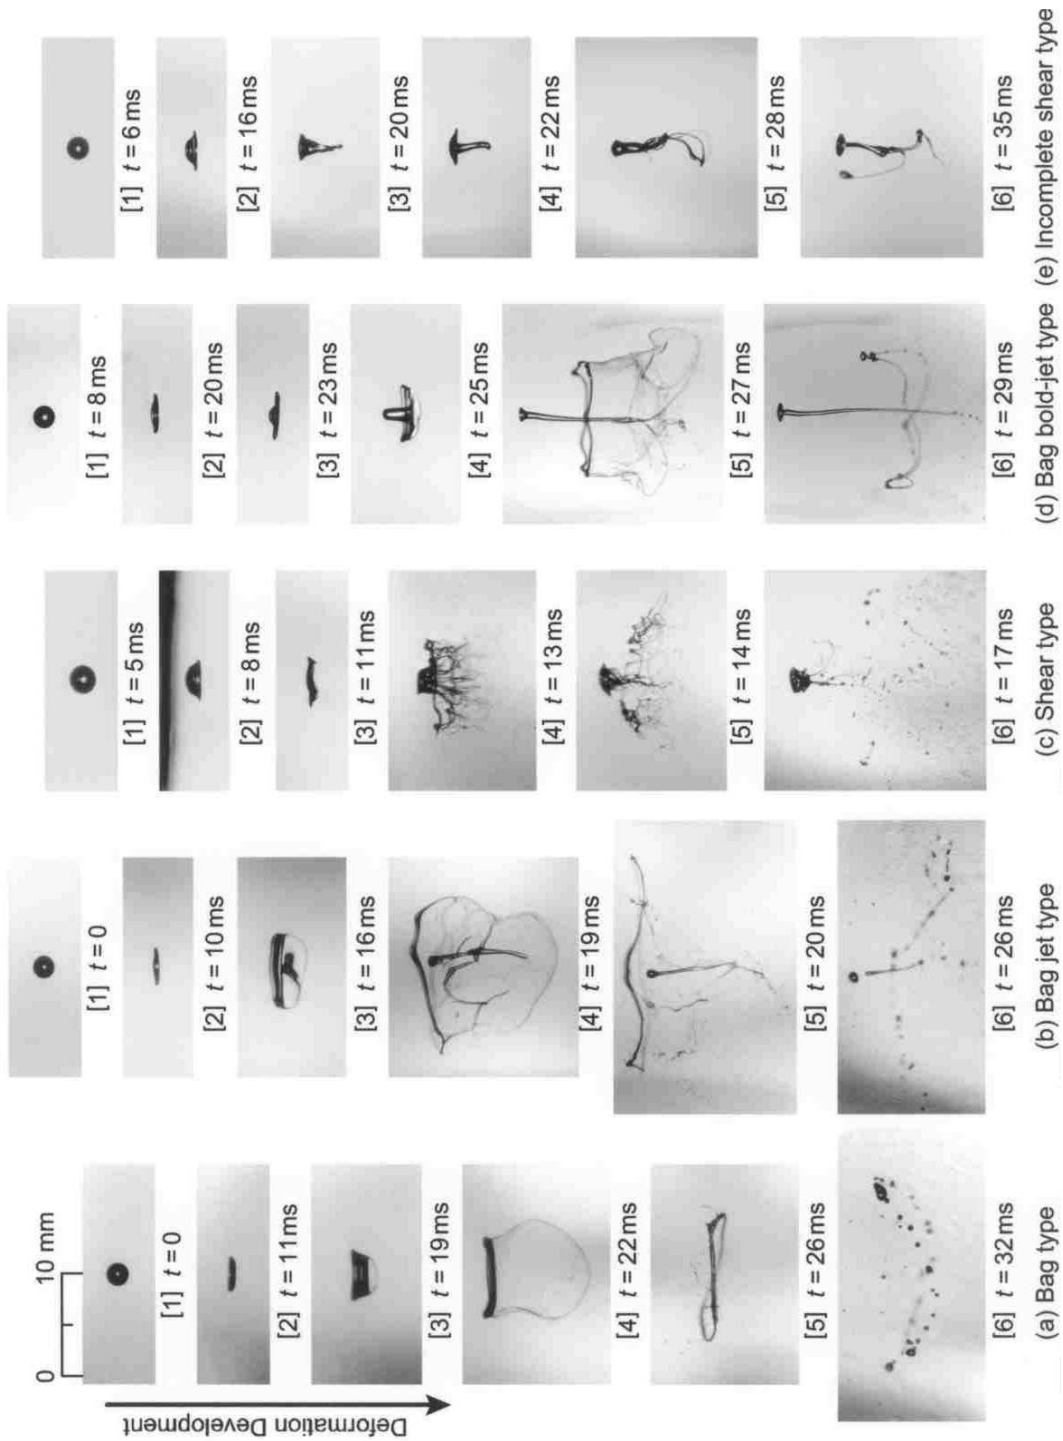 Deformation Development
0 10 mm
[1] t = 0
[2] t = 11 ms
[3] t = 19 ms
[4] t = 22 ms
[5] t = 26 ms
[6] t = 32 ms
(a) Bag type
[1] t = 0
[2] t = 10 ms
[3] t = 16 ms
[4] t = 19 ms
[5] t = 20 ms
[6] t = 26 ms
(b) Bag jet type
[1] t = 5 ms
[2] t = 8 ms
[3] t = 11 ms
[4] t = 13 ms
[5] t = 14 ms
[6] t = 17 ms
(c) Shear type
[1] t = 8 ms
[2] t = 20 ms
[3] t = 23 ms
[4] t = 25 ms
[5] t = 27 ms
[6] t = 29 ms
(d) Bag bold-jet type
[1] t = 6 ms
[2] t = 16 ms
[3] t = 20 ms
[4] t = 22 ms
[5] t = 28 ms
[6] t = 35 ms
(e) Incomplete shear type